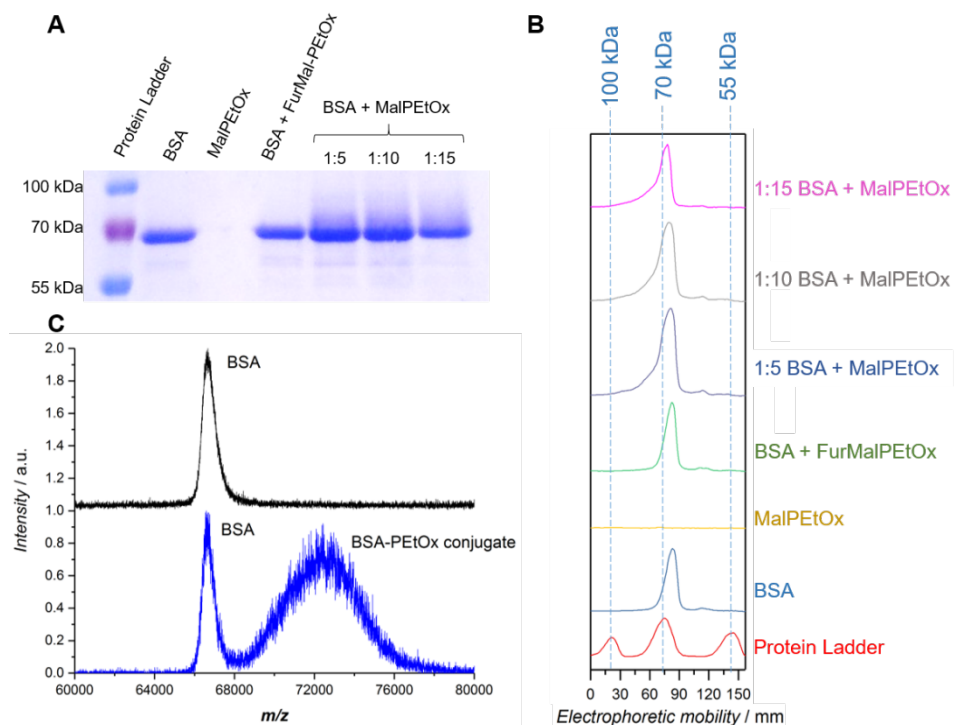 A
Protein Ladder
BSA
MalPEtOx
BSA + FurMal-PEtOx
BSA + MalPEtOx
1:5 1:10 1:15
100 kDa
70 kDa
55 kDa
B
100 kDa
70 kDa
55 kDa
1:15 BSA + MalPEtOx
1:10 BSA + MalPEtOx
1:5 BSA + MalPEtOx
BSA + FurMalPEtOx
MalPEtOx
BSA
Protein Ladder
0 30 60 90 120 150
Electrophoretic mobility / mm
C
2.0
1.8
1.6
1.4
1.2
1.0
0.8
0.6
0.4
0.2
0.0
Intensity / a.u.
BSA
BSA
BSA-PEtOx conjugate
60000 64000 68000 72000 76000 80000
m/z